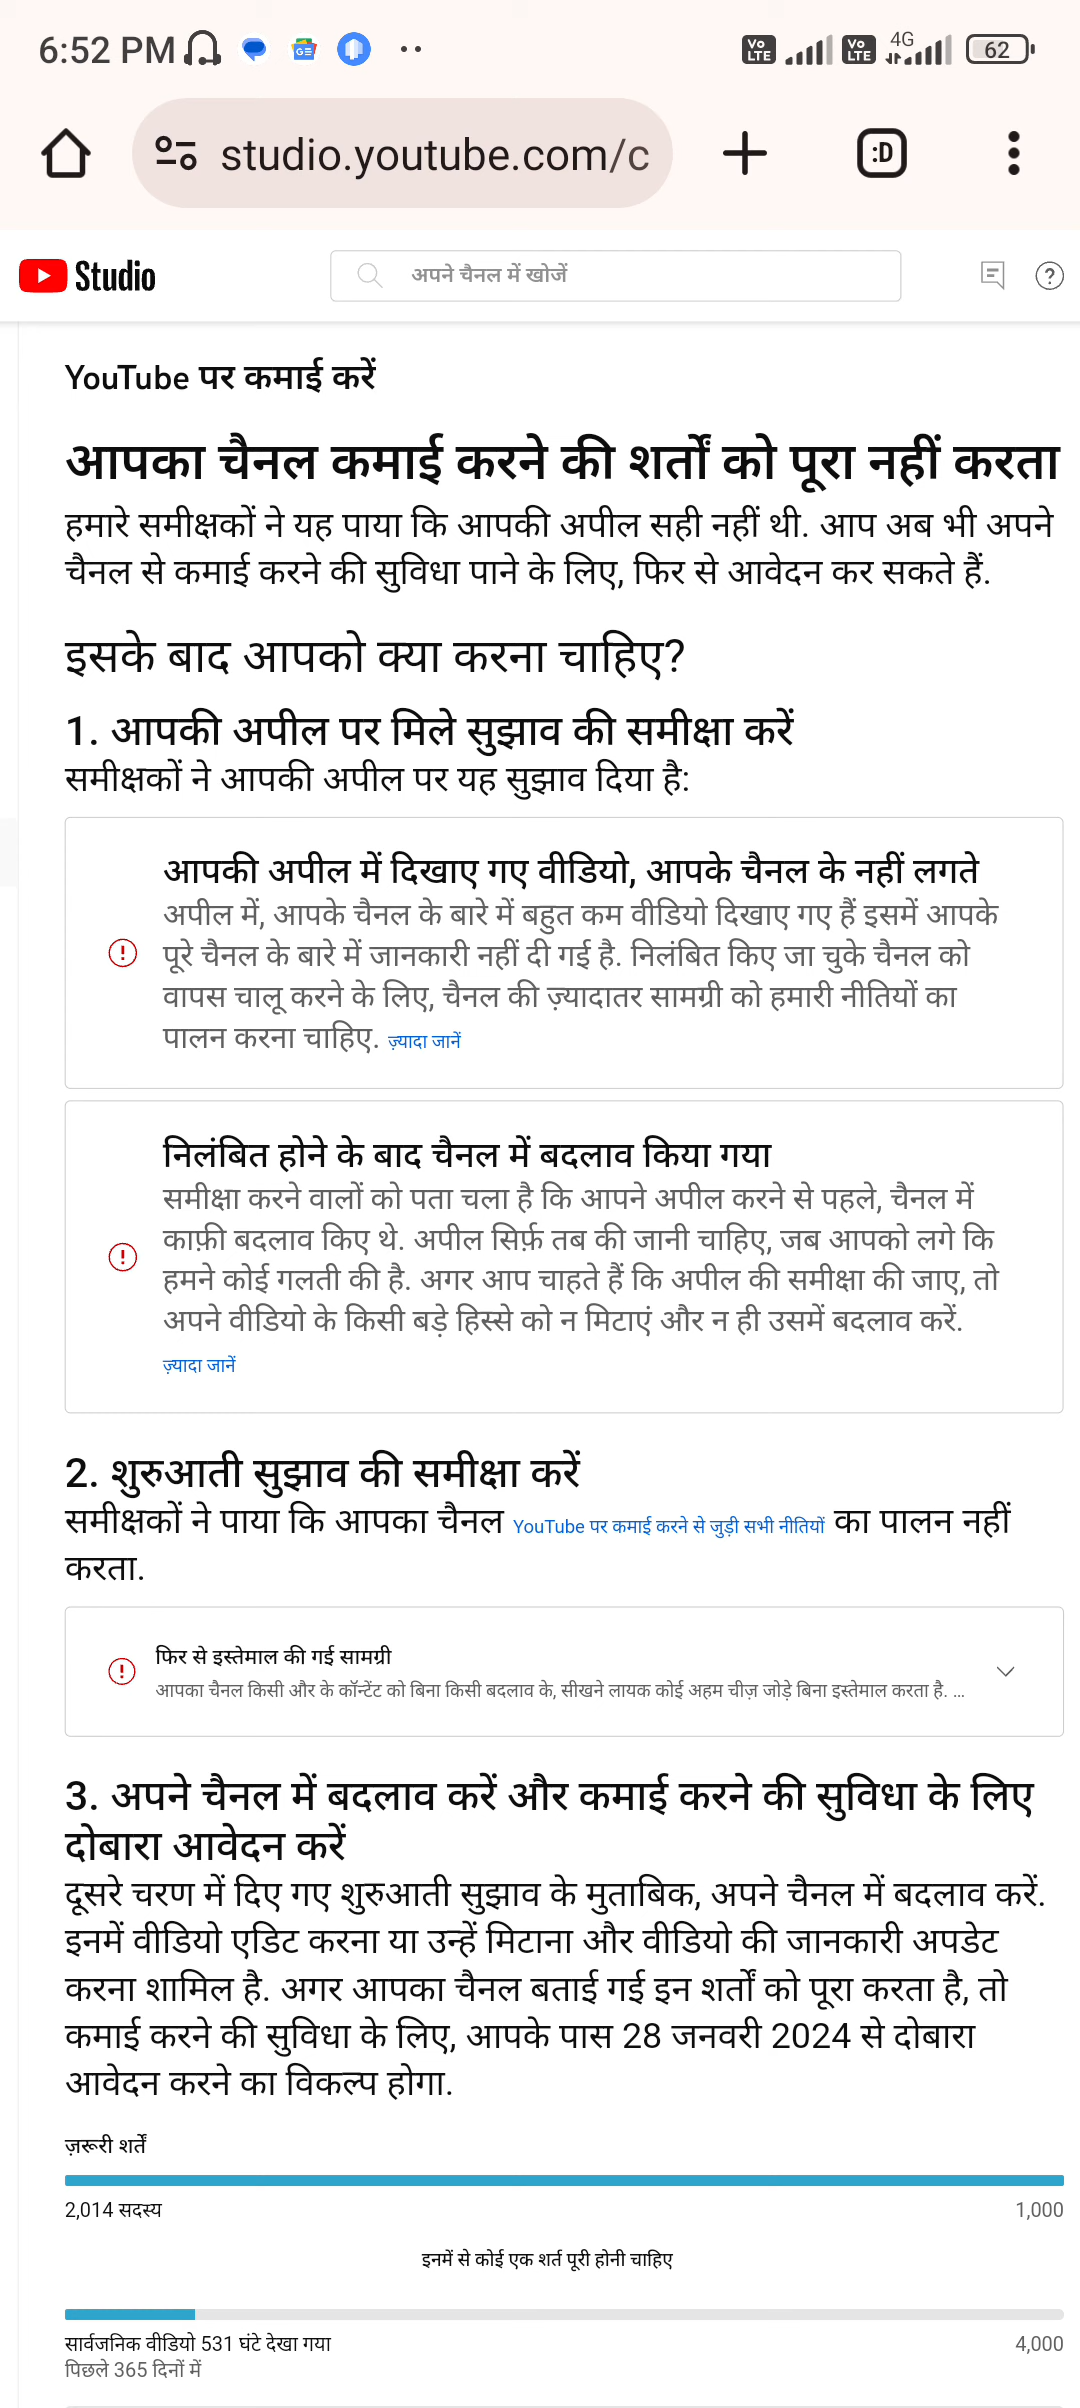 6:52 PM
Vo LTE
Vo LTE
4G
62
studio.youtube.com/c
:D
Studio
अपने चैनल में खोजें
YouTube पर कमाई करें
आपका चैनल कमाई करने की शर्तों को पूरा नहीं करता
हमारे समीक्षकों ने यह पाया कि आपकी अपील सही नहीं थी. आप अब भी अपने
चैनल से कमाई करने की सुविधा पाने के लिए, फिर से आवेदन कर सकते हैं.
इसके बाद आपको क्या करना चाहिए?
1. आपकी अपील पर मिले सुझाव की समीक्षा करें
समीक्षकों ने आपकी अपील पर यह सुझाव दिया है:
आपकी अपील में दिखाए गए वीडियो, आपके चैनल के नहीं लगते
अपील में, आपके चैनल के बारे में बहुत कम वीडियो दिखाए गए हैं इसमें आपके
पूरे चैनल के बारे में जानकारी नहीं दी गई है. निलंबित किए जा चुके चैनल को
वापस चालू करने के लिए, चैनल की ज़्यादातर सामग्री को हमारी नीतियों का
पालन करना चाहिए. ज़्यादा जानें
निलंबित होने के बाद चैनल में बदलाव किया गया
समीक्षा करने वालों को पता चला है कि आपने अपील करने से पहले, चैनल में
काफ़ी बदलाव किए थे. अपील सिर्फ़ तब की जानी चाहिए, जब आपको लगे कि
हमने कोई गलती की है. अगर आप चाहते हैं कि अपील की समीक्षा की जाए, तो
अपने वीडियो के किसी बड़े हिस्से को न मिटाएं और न ही उसमें बदलाव करें.
ज़्यादा जानें
2. शुरुआती सुझाव की समीक्षा करें
समीक्षकों ने पाया कि आपका चैनल YouTube पर कमाई करने से जुड़ी सभी नीतियों का पालन नहीं
करता.
फिर से इस्तेमाल की गई सामग्री
आपका चैनल किसी और के कॉन्टेंट को बिना किसी बदलाव के, सीखने लायक कोई अहम चीज़ जोड़े बिना इस्तेमाल करता है. ...
3. अपने चैनल में बदलाव करें और कमाई करने की सुविधा के लिए
दोबारा आवेदन करें
दूसरे चरण में दिए गए शुरुआती सुझाव के मुताबिक, अपने चैनल में बदलाव करें.
इनमें वीडियो एडिट करना या उन्हें मिटाना और वीडियो की जानकारी अपडेट
करना शामिल है. अगर आपका चैनल बताई गई इन शर्तों को पूरा करता है, तो
कमाई करने की सुविधा के लिए, आपके पास 28 जनवरी 2024 से दोबारा
आवेदन करने का विकल्प होगा.
ज़रूरी शर्तें
2,014 सदस्य 1,000
इनमें से कोई एक शर्त पूरी होनी चाहिए
सार्वजनिक वीडियो 531 घंटे देखा गया 4,000
पिछले 365 दिनों में